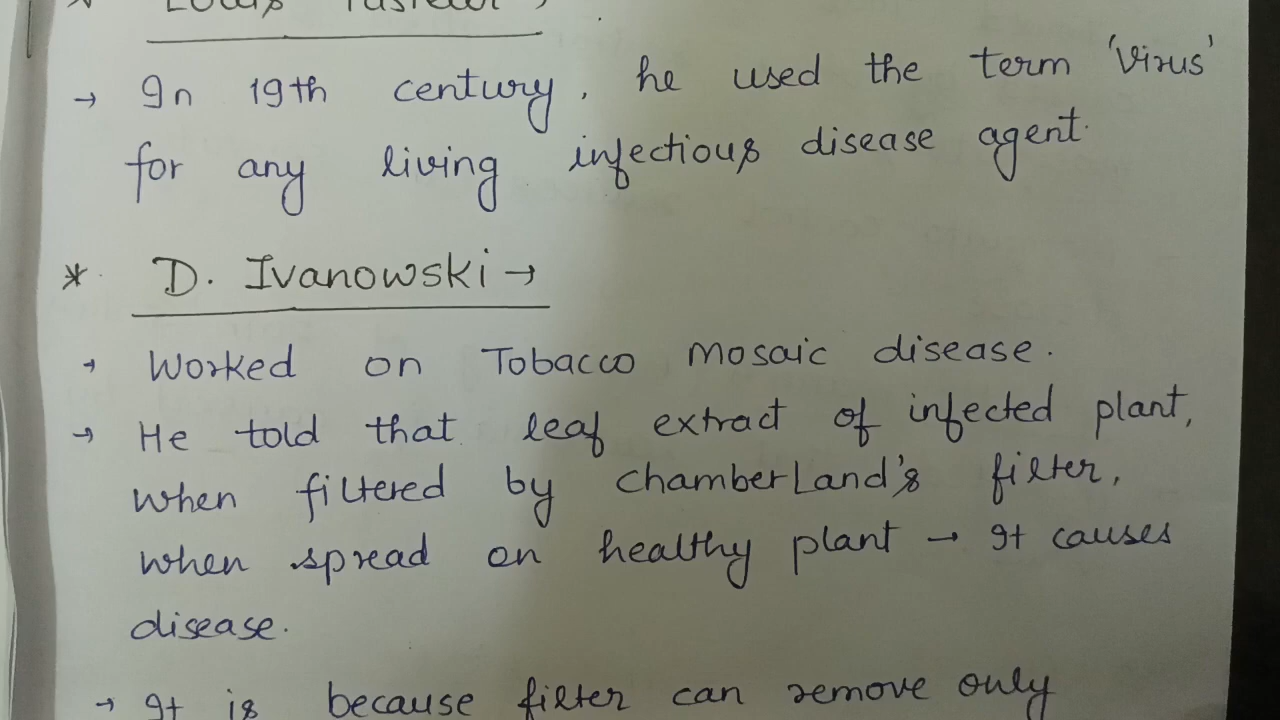 * Louis Pasteur →
→ In 19th century, he used the term 'Virus'
for any living infectious disease agent.
* D. Ivanowski →
→ Worked on Tobacco mosaic disease.
→ He told that leaf extract of infected plant,
when filtered by chamberland's filter,
when spread on healthy plant → It causes
disease.
→ It is because filter can remove only